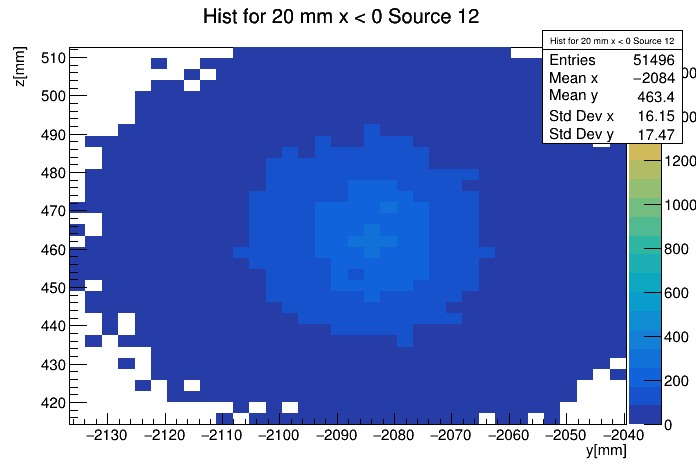 Hist for 20 mm x < 0 Source 12
Hist for 20 mm x < 0 Source 12
Entries 51496
Mean x −2084
Mean y 463.4
Std Dev x 16.15
Std Dev y 17.47
z[mm]
510
500
490
480
470
460
450
440
430
420
1200
1000
800
600
400
200
0
−2130 −2120 −2110 −2100 −2090 −2080 −2070 −2060 −2050 −2040
y[mm]